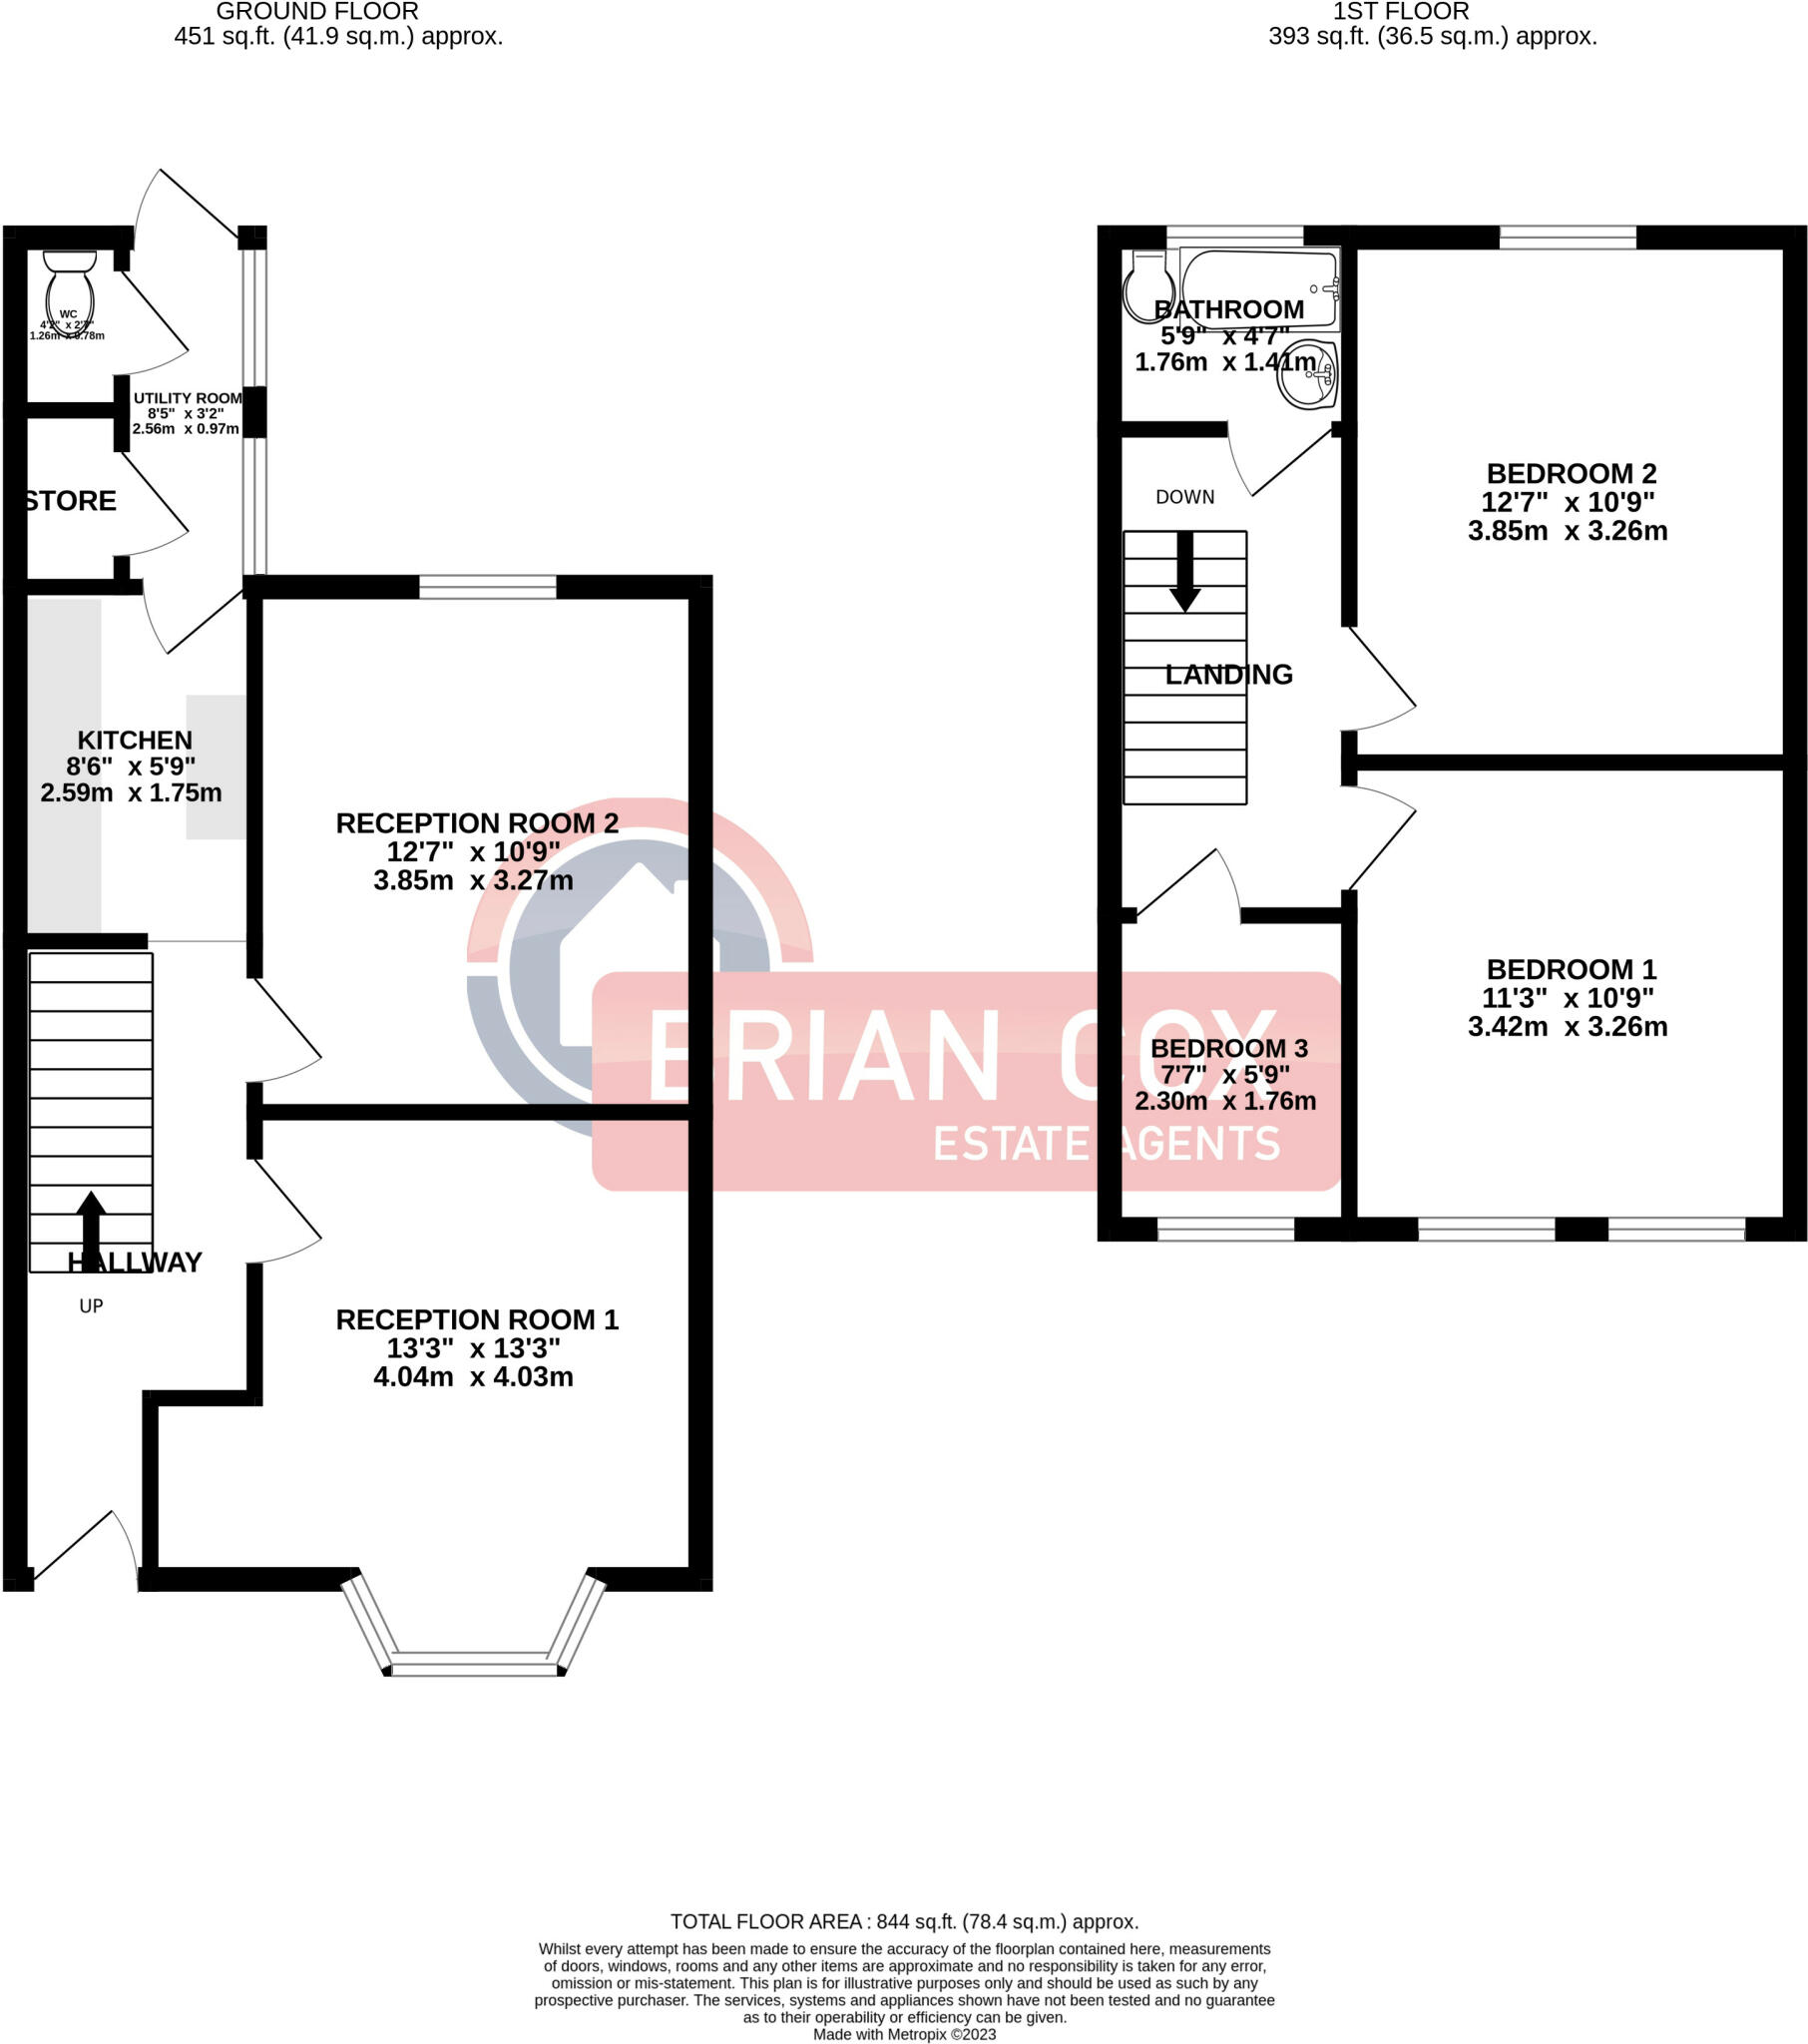 GROUND FLOOR
451 sq.ft. (41.9 sq.m.) approx.
1ST FLOOR
393 sq.ft. (36.5 sq.m.) approx.
WC
4'2" x 2'7"
1.26m x 0.78m
UTILITY ROOM
8'5" x 3'2"
2.56m x 0.97m
STORE
KITCHEN
8'6" x 5'9"
2.59m x 1.75m
RECEPTION ROOM 2
12'7" x 10'9"
3.85m x 3.27m
HALLWAY
UP
RECEPTION ROOM 1
13'3" x 13'3"
4.04m x 4.03m
BATHROOM
5'9" x 4'7"
1.76m x 1.41m
DOWN
LANDING
BEDROOM 2
12'7" x 10'9"
3.85m x 3.26m
BEDROOM 1
11'3" x 10'9"
3.42m x 3.26m
BEDROOM 3
7'7" x 5'9"
2.30m x 1.76m
BRIAN COX
ESTATE AGENTS
TOTAL FLOOR AREA : 844 sq.ft. (78.4 sq.m.) approx.
Whilst every attempt has been made to ensure the accuracy of the floorplan contained here, measurements
of doors, windows, rooms and any other items are approximate and no responsibility is taken for any error,
omission or mis-statement. This plan is for illustrative purposes only and should be used as such by any
prospective purchaser. The services, systems and appliances shown have not been tested and no guarantee
as to their operability or efficiency can be given.
Made with Metropix ©2023